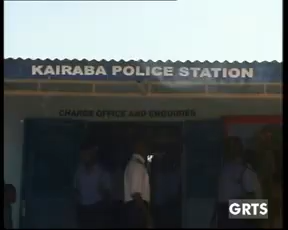 KAIRABA POLICE STATION
CHARGE OFFICE AND ENQUIRIES
GRTS